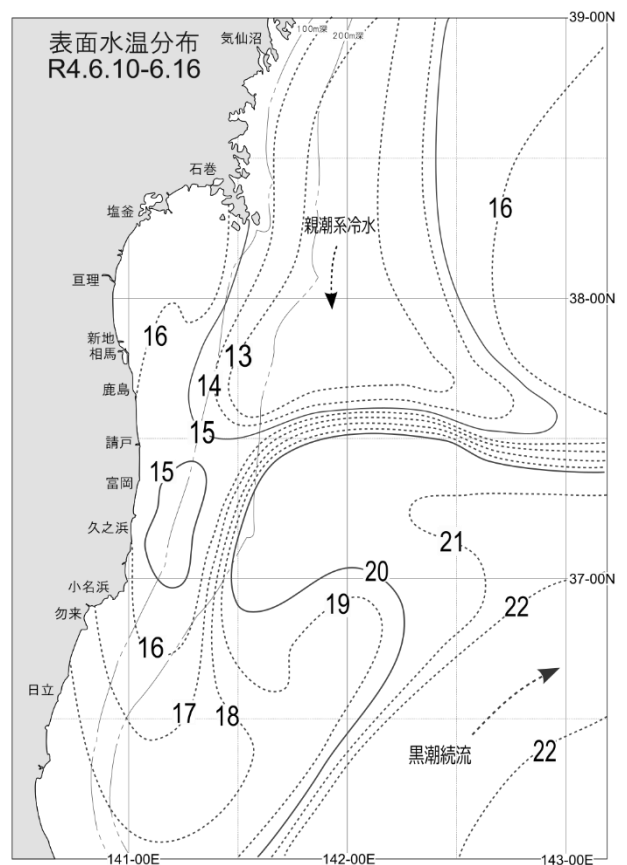 表面水温分布
R4.6.10-6.16
39-00N
100m深
200m深
気仙沼
石巻
塩釜
16
親潮系冷水
亘理
38-00N
新地
16
相馬
13
鹿島
14
15
請戸
15
富岡
久之浜
21
37-00N
小名浜
20
19
22
勿来
16
日立
17
18
黒潮続流
22
141-00E
142-00E
143-00E